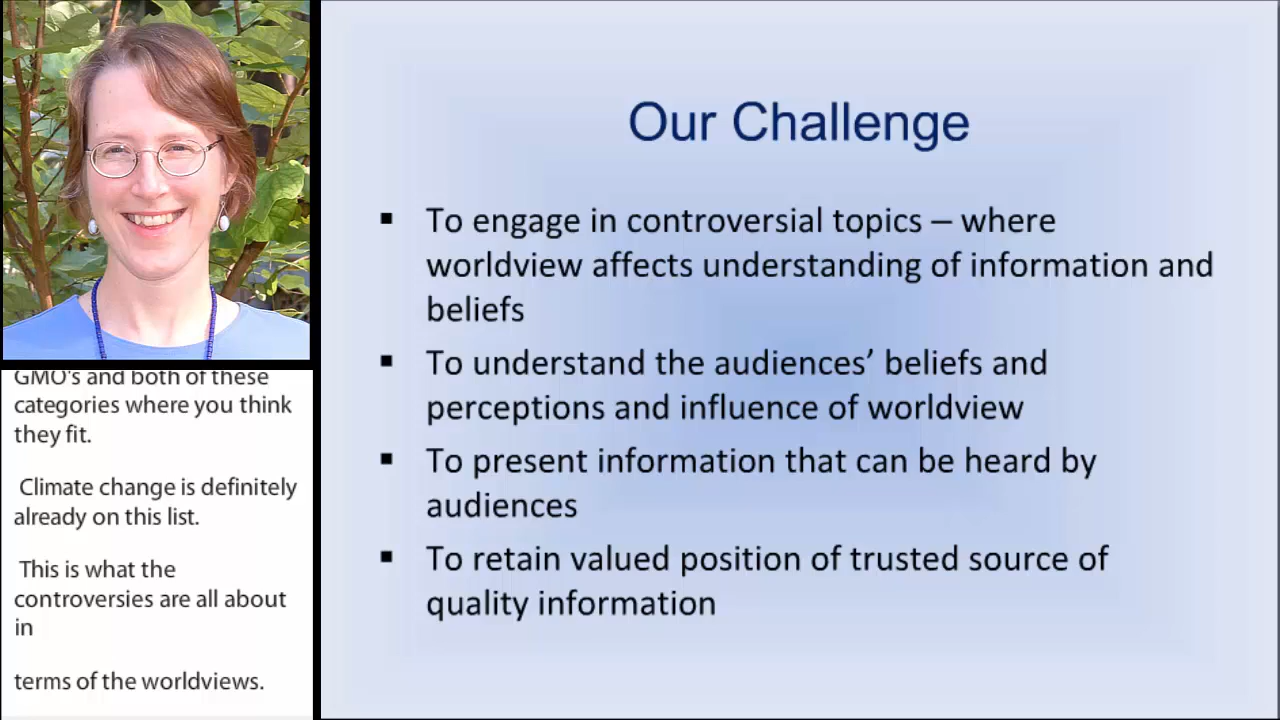 Our Challenge
▪ To engage in controversial topics – where
worldview affects understanding of information and
beliefs
▪ To understand the audiences’ beliefs and
perceptions and influence of worldview
▪ To present information that can be heard by
audiences
▪ To retain valued position of trusted source of
quality information
GMO's and both of these
categories where you think
they fit.
Climate change is definitely
already on this list.
This is what the
controversies are all about
in
terms of the worldviews.